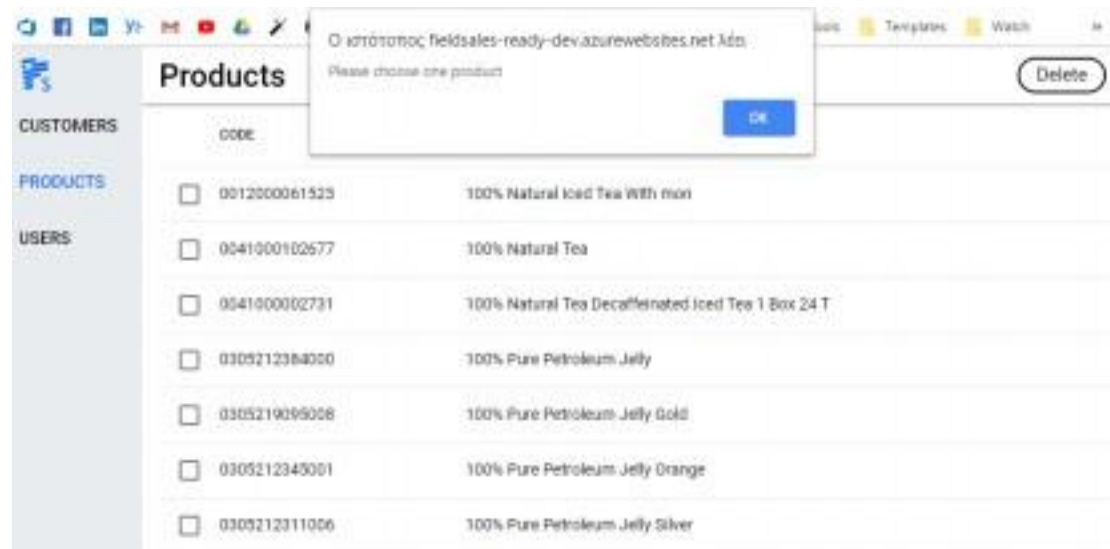 Ο ιστότοπος fieldsales-ready-dev.azurewebsites.net λέει
Please choose one product
OK
Templates
Watch
Products
Delete
CUSTOMERS
PRODUCTS
USERS
CODE
0012000061523 100% Natural Iced Tea With mon
0041000102677 100% Natural Tea
0041000002731 100% Natural Tea Decaffeinated Iced Tea 1 Box 24 T
0305212384000 100% Pure Petroleum Jelly
0305219095008 100% Pure Petroleum Jelly Gold
0305212345001 100% Pure Petroleum Jelly Orange
0305212311006 100% Pure Petroleum Jelly Silver